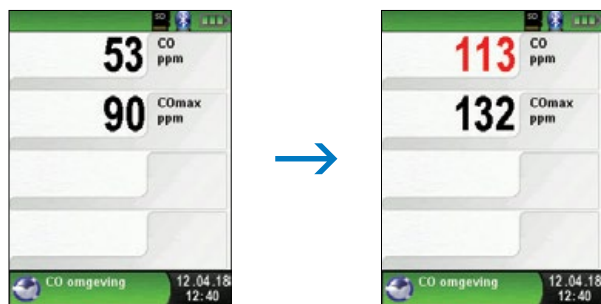 SD
53 CO
ppm
90 COmax
ppm
CO omgeving 12.04.18
12:40
SD
113 CO
ppm
132 COmax
ppm
CO omgeving 12.04.18
12:40